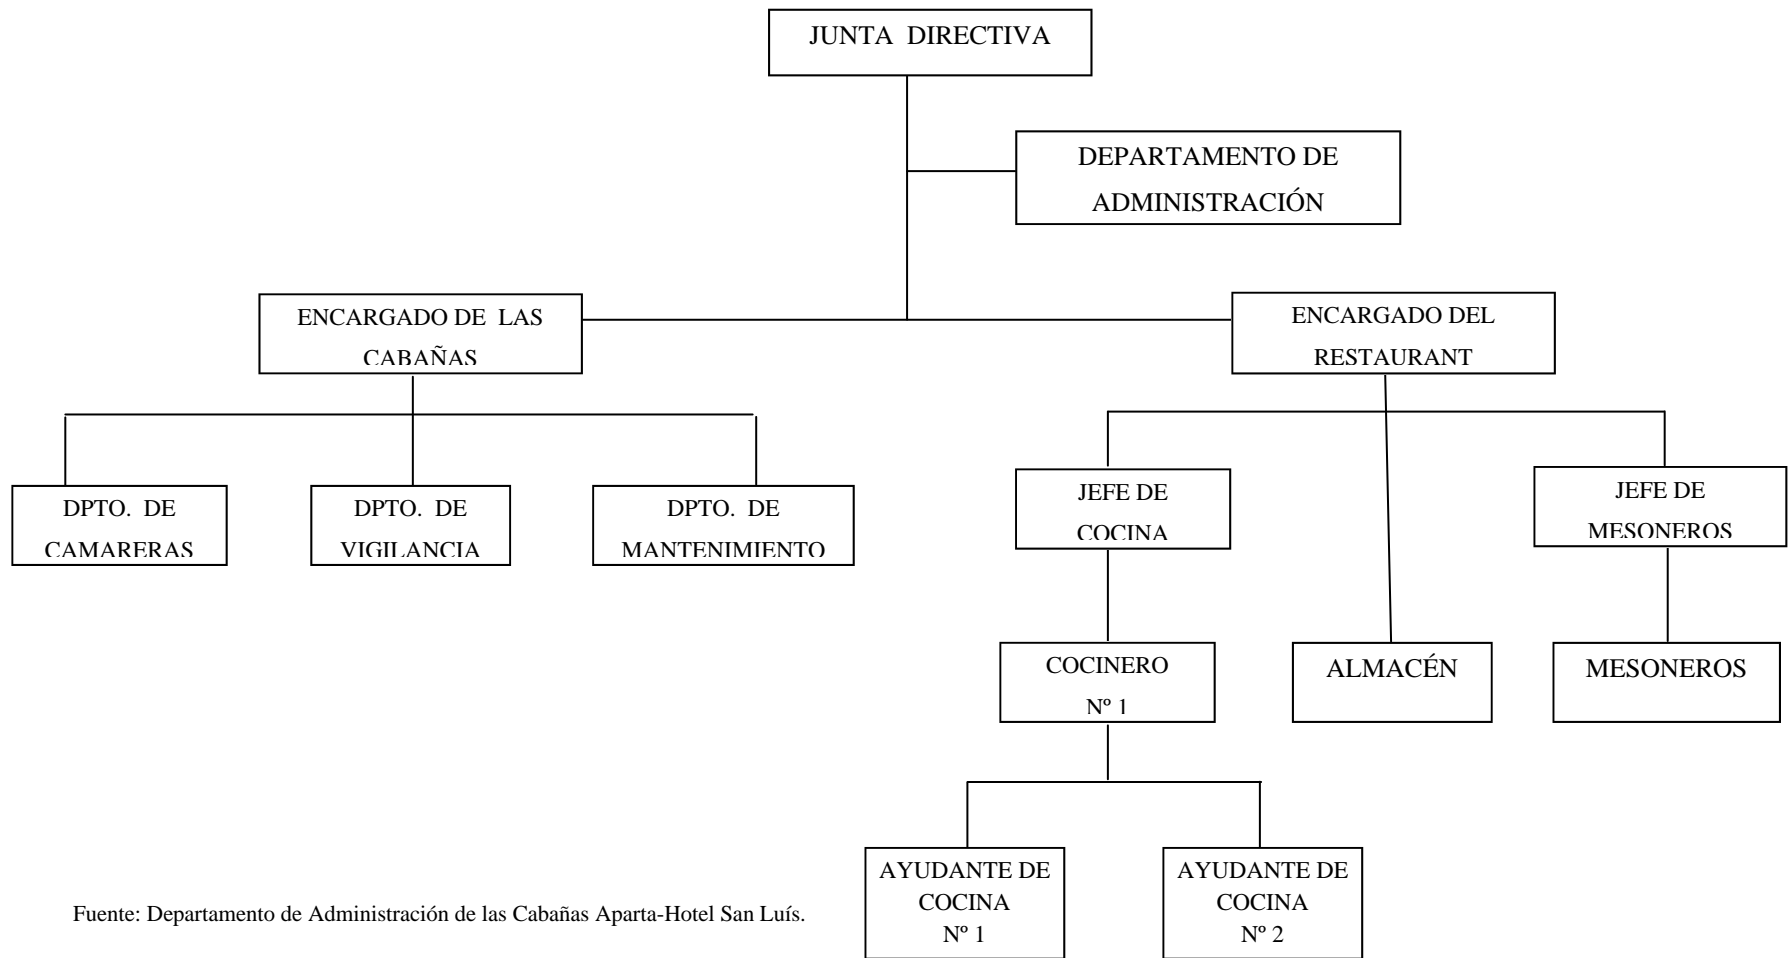 JUNTA DIRECTIVA
DEPARTAMENTO DE
ADMINISTRACIÓN
ENCARGADO DE LAS
CABAÑAS
ENCARGADO DEL
RESTAURANT
DPTO. DE
CAMARERAS
DPTO. DE
VIGILANCIA
DPTO. DE
MANTENIMIENTO
JEFE DE
COCINA
JEFE DE
MESONEROS
COCINERO
Nº 1
ALMACÉN
MESONEROS
AYUDANTE DE
COCINA
Nº 1
AYUDANTE DE
COCINA
Nº 2
Fuente: Departamento de Administración de las Cabañas Aparta-Hotel San Luís.